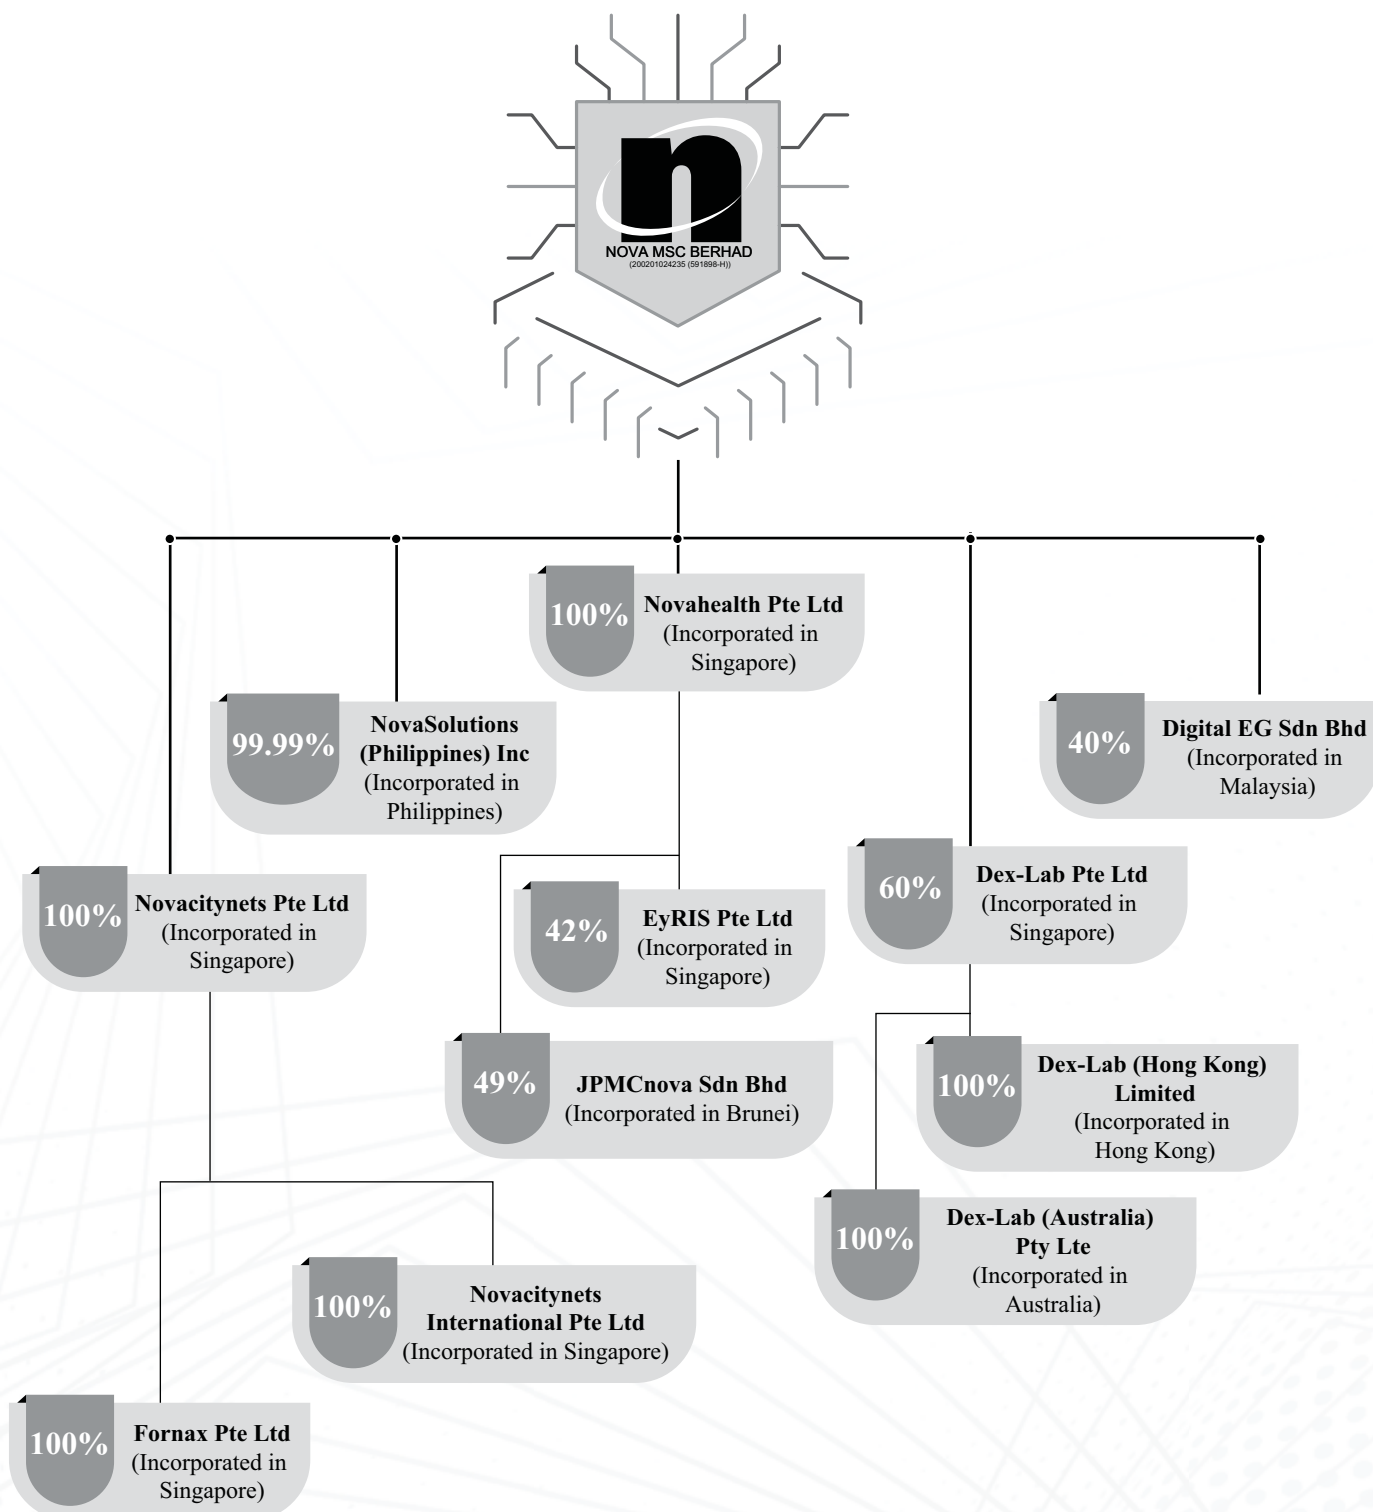 n
NOVA MSC BERHAD
(200201024235 (591898-H))
100%
Novahealth Pte Ltd
(Incorporated in
Singapore)
99.99%
NovaSolutions
(Philippines) Inc
(Incorporated in
Philippines)
40%
Digital EG Sdn Bhd
(Incorporated in
Malaysia)
100%
Novacitynets Pte Ltd
(Incorporated in
Singapore)
42%
EyRIS Pte Ltd
(Incorporated in
Singapore)
60%
Dex-Lab Pte Ltd
(Incorporated in
Singapore)
49%
JPMCnova Sdn Bhd
(Incorporated in Brunei)
100%
Dex-Lab (Hong Kong)
Limited
(Incorporated in
Hong Kong)
100%
Dex-Lab (Australia)
Pty Lte
(Incorporated in
Australia)
100%
Novacitynets
International Pte Ltd
(Incorporated in Singapore)
100%
Fornax Pte Ltd
(Incorporated in
Singapore)